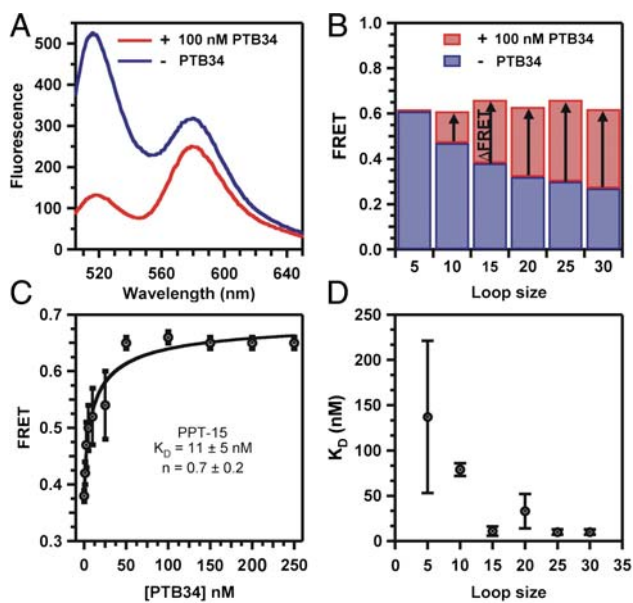 A
+ 100 nM PTB34
- PTB34
Fluorescence
500
400
300
200
100
0
520
560
600
640
Wavelength (nm)
B
+ 100 nM PTB34
- PTB34
FRET
1.0
0.8
0.6
0.4
0.2
0.0
ΔFRET
5
10
15
20
25
30
Loop size
C
FRET
0.7
0.6
0.5
0.4
0.3
PPT-15
K_D = 11 ± 5 nM
n = 0.7 ± 0.2
0
50
100
150
200
250
[PTB34] nM
D
K_D (nM)
250
200
150
100
50
0
0
5
10
15
20
25
30
35
Loop size